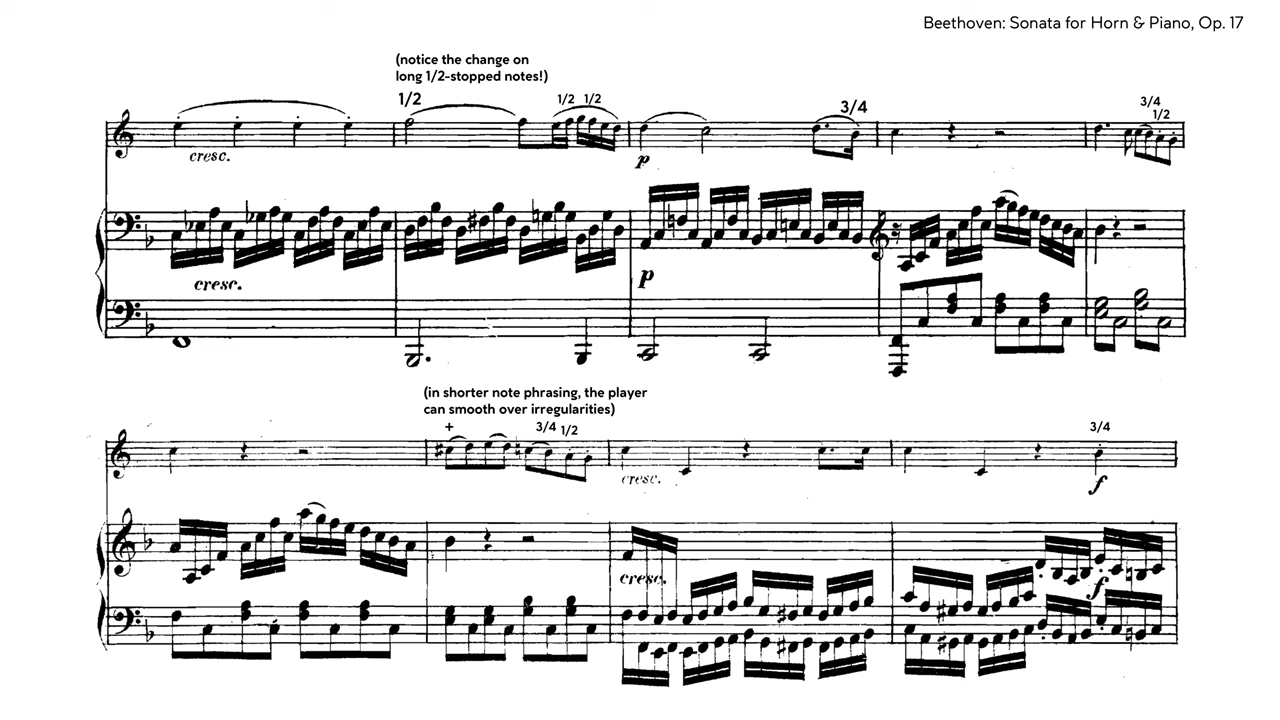 Beethoven: Sonata for Horn & Piano, Op. 17
(notice the change on
long 1/2-stopped notes!)
1/2 1/2 1/2 3/4 3/4 1/2
cresc. p
cresc. p
(in shorter note phrasing, the player
can smooth over irregularities)
+ 3/4 1/2 3/4
cresc. f
cresc. f